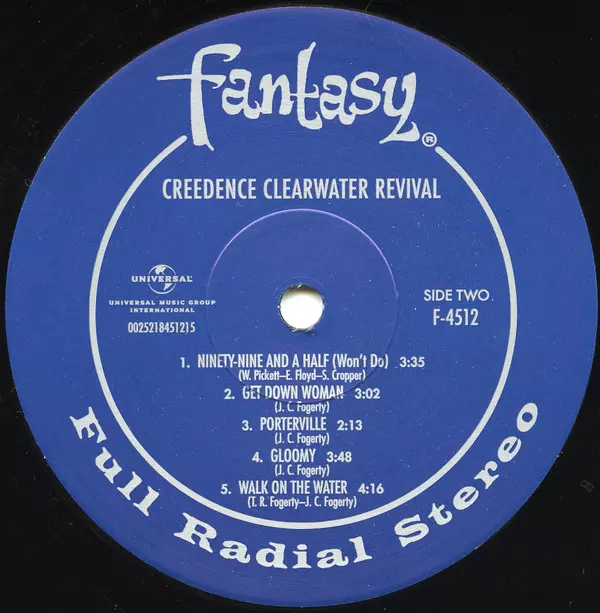 fantasy®
CREEDENCE CLEARWATER REVIVAL
UNIVERSAL
UNIVERSAL MUSIC GROUP
INTERNATIONAL
0025218451215
SIDE TWO
F-4512
1. NINETY-NINE AND A HALF (Won't Do) 3:35
(W. Pickett–E. Floyd–S. Cropper)
2. GET DOWN WOMAN 3:02
(J. C. Fogerty)
3. PORTERVILLE 2:13
(J. C. Fogerty)
4. GLOOMY 3:48
(J. C. Fogerty)
5. WALK ON THE WATER 4:16
(T. R. Fogerty–J. C. Fogerty)
Full Radial Stereo